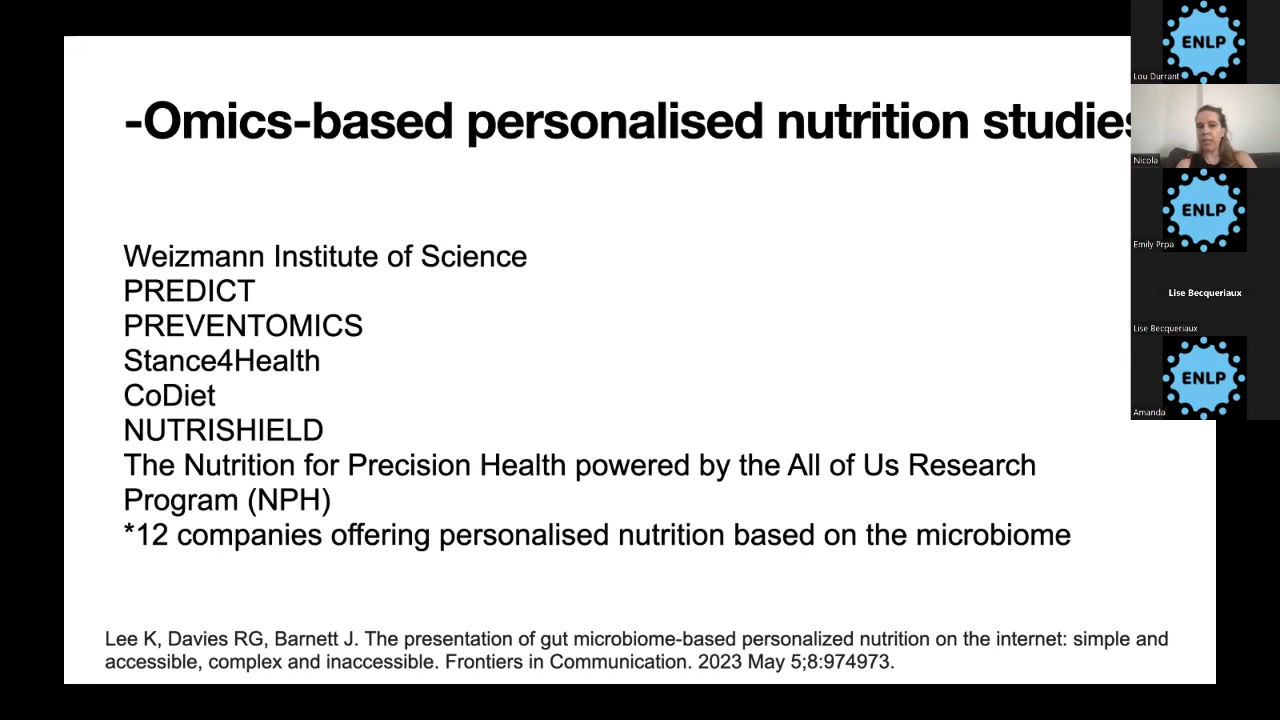 -Omics-based personalised nutrition studies
Weizmann Institute of Science
PREDICT
PREVENTOMICS
Stance4Health
CoDiet
NUTRISHIELD
The Nutrition for Precision Health powered by the All of Us Research
Program (NPH)
*12 companies offering personalised nutrition based on the microbiome
Lee K, Davies RG, Barnett J. The presentation of gut microbiome-based personalized nutrition on the internet: simple and
accessible, complex and inaccessible. Frontiers in Communication. 2023 May 5;8:974973.
ENLP
Lou Durrant
Nicola
ENLP
Emily Prpa
Lise Becqueriaux
Lise Becqueriaux
ENLP
Amanda